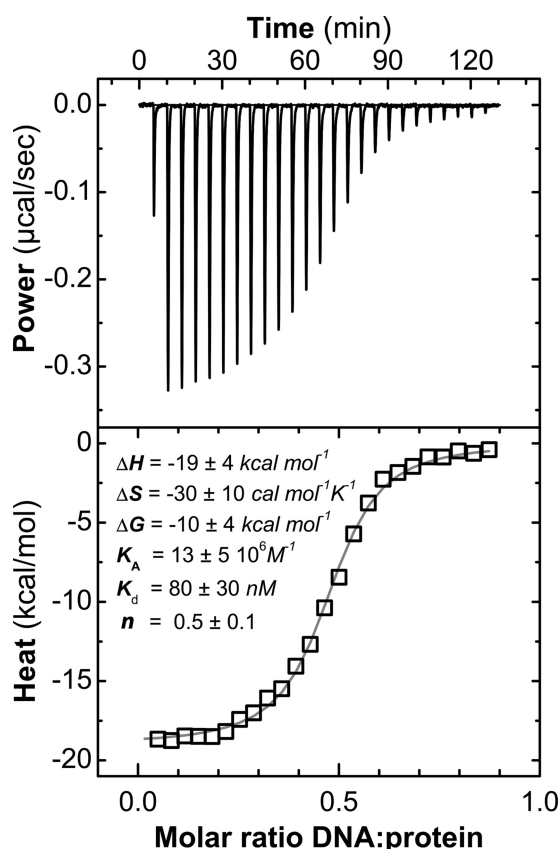 Time (min)
0 30 60 90 120
0.0
-0.1
-0.2
-0.3
Power (µcal/sec)
0
-5
-10
-15
-20
Heat (kcal/mol)
ΔH = -19 ± 4 kcal mol⁻¹
ΔS = -30 ± 10 cal mol⁻¹K⁻¹
ΔG = -10 ± 4 kcal mol⁻¹
K_A = 13 ± 5 10⁶M⁻¹
K_d = 80 ± 30 nM
n = 0.5 ± 0.1
0.0 0.5 1.0
Molar ratio DNA:protein